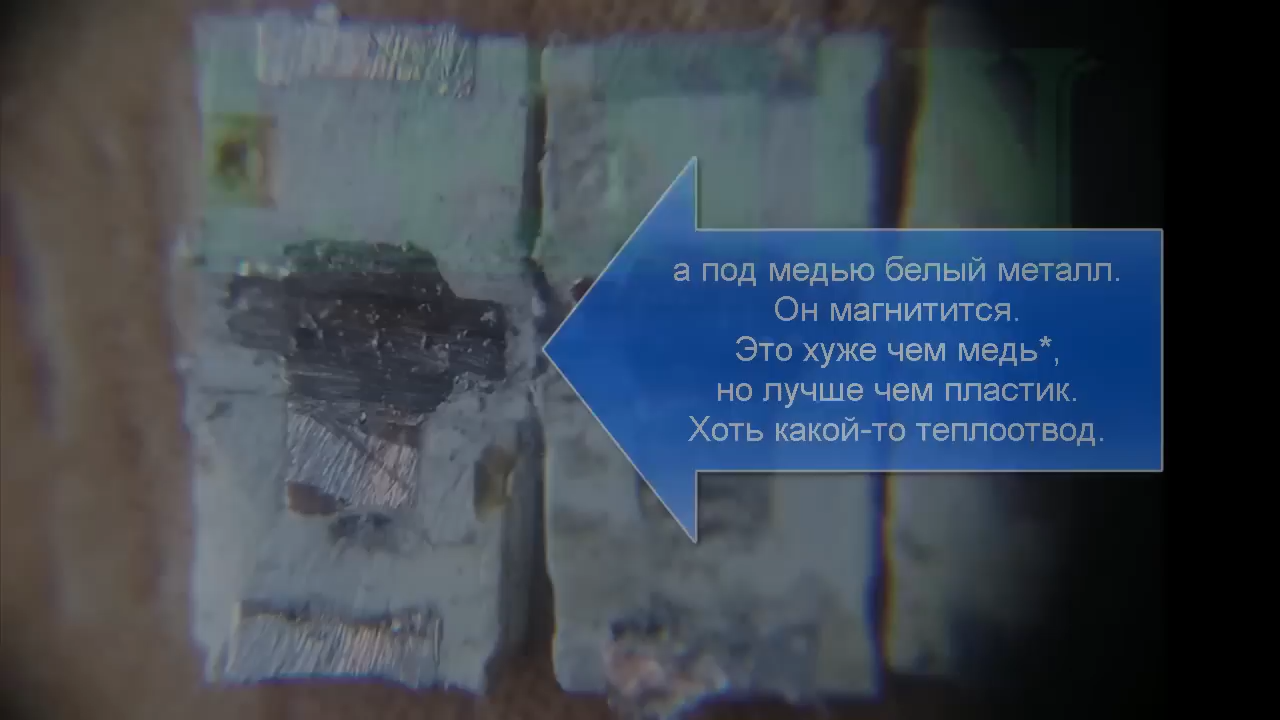 а под медью белый металл.
Он магнитится.
Это хуже чем медь*,
но лучше чем пластик.
Хоть какой-то теплоотвод.